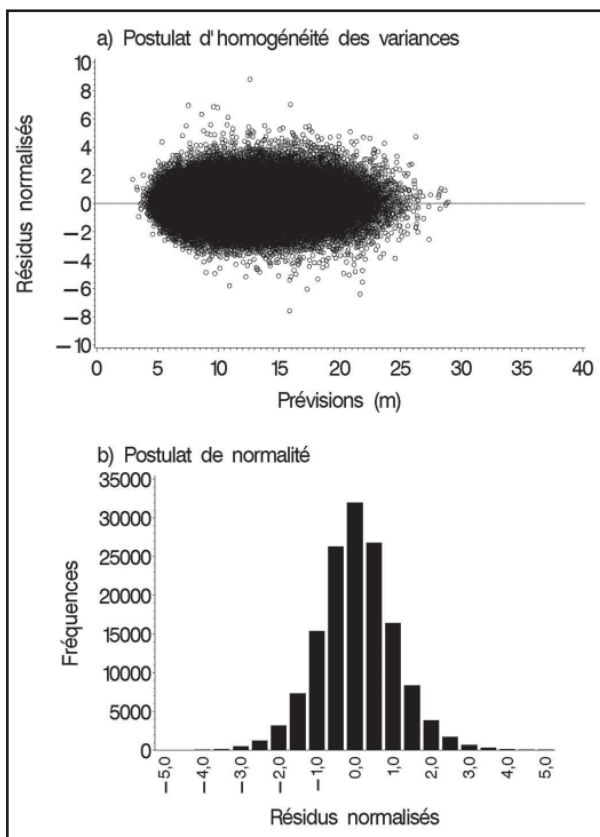 a) Postulat d'homogénéité des variances
10
8
6
4
2
0
−2
−4
−6
−8
−10
Résidus normalisés
0 5 10 15 20 25 30 35 40
Prévisions (m)
b) Postulat de normalité
35000
30000
25000
20000
15000
10000
5000
0
Fréquences
−5,0 −4,0 −3,0 −2,0 −1,0 0,0 1,0 2,0 3,0 4,0 5,0
Résidus normalisés